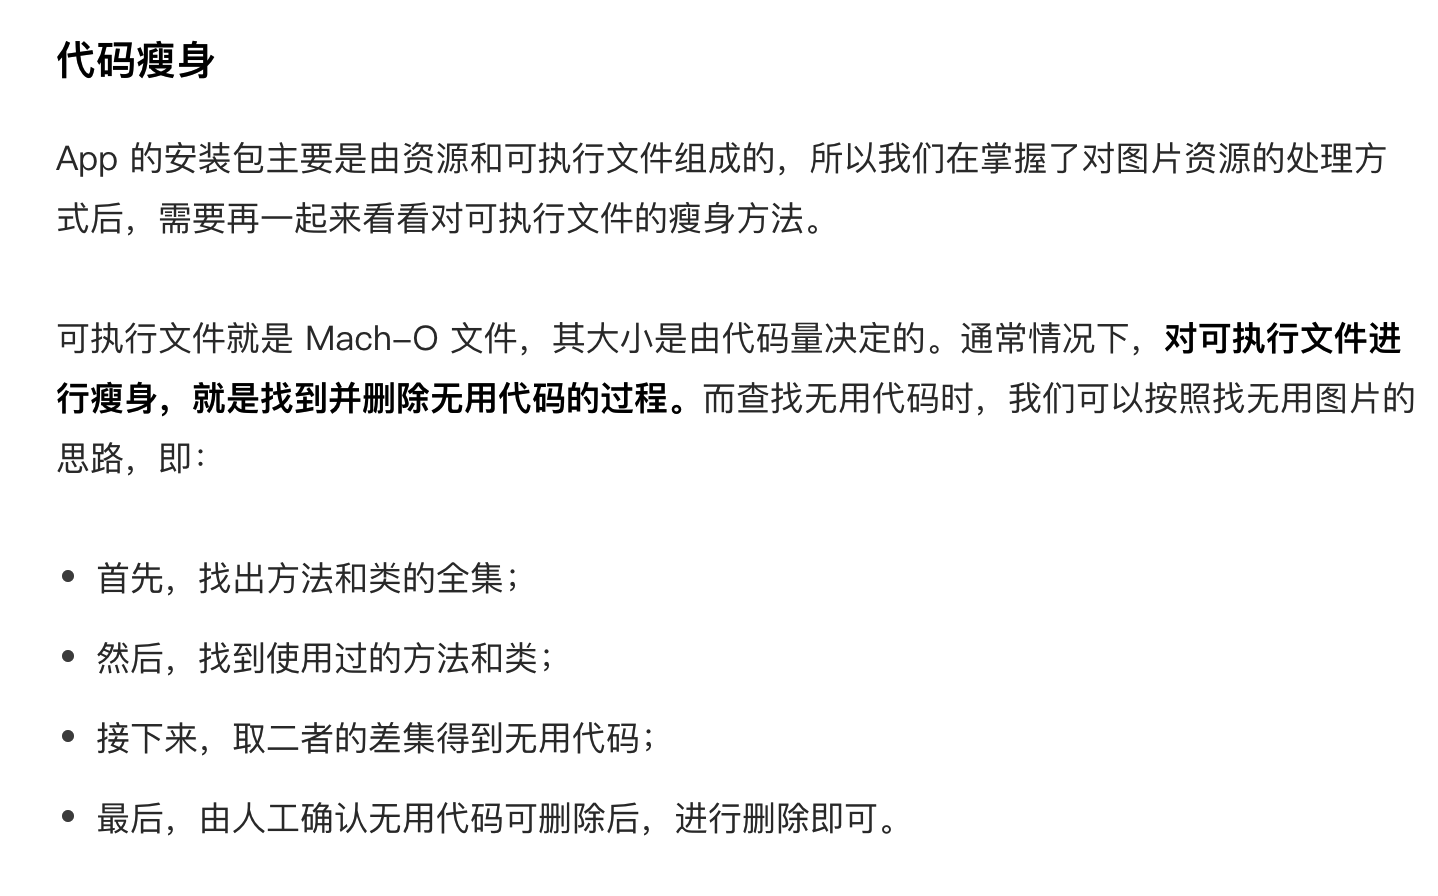 代码瘦身
App 的安装包主要是由资源和可执行文件组成的，所以我们在掌握了对图片资源的处理方
式后，需要再一起来看看对可执行文件的瘦身方法。
可执行文件就是 Mach-O 文件，其大小是由代码量决定的。通常情况下，对可执行文件进
行瘦身，就是找到并删除无用代码的过程。而查找无用代码时，我们可以按照找无用图片的
思路，即：
• 首先，找出方法和类的全集；
• 然后，找到使用过的方法和类；
• 接下来，取二者的差集得到无用代码；
• 最后，由人工确认无用代码可删除后，进行删除即可。